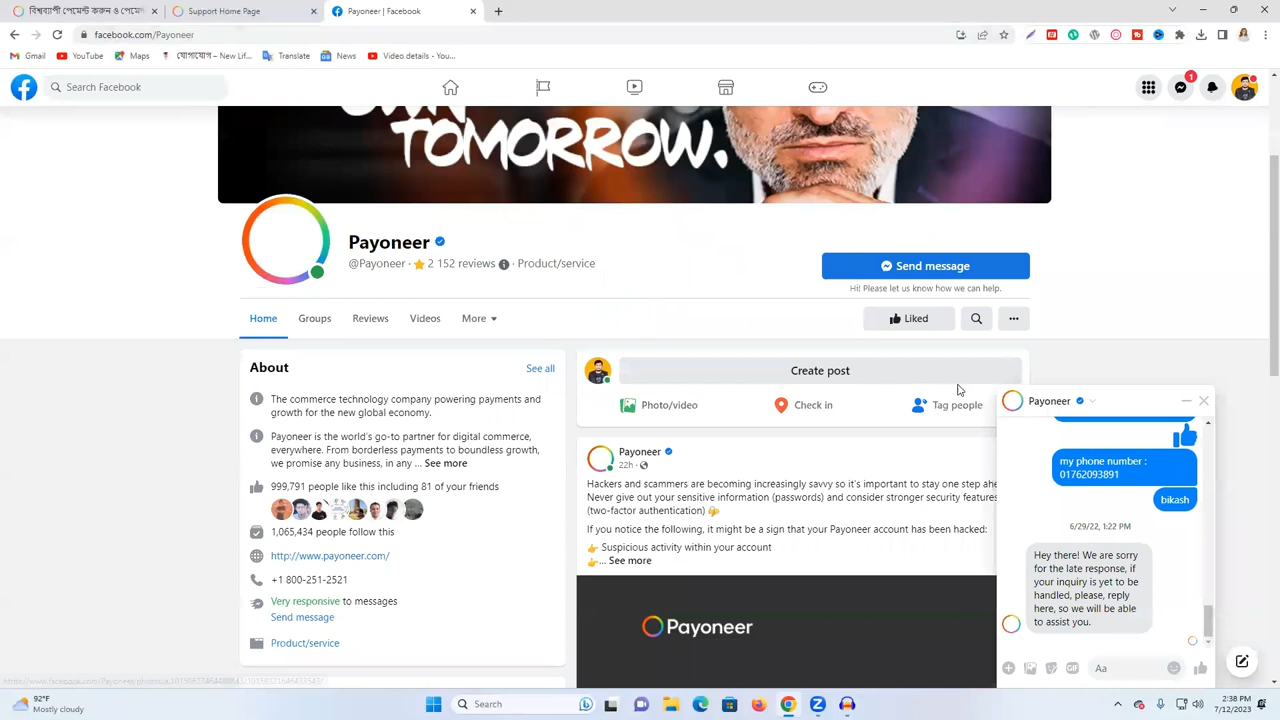 বিশ্বব্যাপী পেমেন্ট করুন ও পেমে
Support Home Page
Payoneer | Facebook
facebook.com/Payoneer
Gmail
YouTube
Maps
যোগাযোগ – New Lif...
Translate
News
Video details - You...
Search Facebook
1
TOMORROW.
Payoneer
@Payoneer · 2 152 reviews · Product/service
Send message
Hi! Please let us know how we can help.
Home
Groups
Reviews
Videos
More
Liked
About
See all
The commerce technology company powering payments and
growth for the new global economy.
Payoneer is the world's go-to partner for digital commerce,
everywhere. From borderless payments to boundless growth,
we promise any business, in any ... See more
999,791 people like this including 81 of your friends
1,065,434 people follow this
http://www.payoneer.com/
+1 800-251-2521
Very responsive to messages
Send message
Product/service
Create post
Photo/video
Check in
Tag people
Payoneer
22h ·
Hackers and scammers are becoming increasingly savvy so it's important to stay one step ahe
Never give out your sensitive information (passwords) and consider stronger security features
(two-factor authentication)
If you notice the following, it might be a sign that your Payoneer account has been hacked:
👉 Suspicious activity within your account
👉... See more
Payoneer
Payoneer
my phone number :
01762093891
bikash
6/29/22, 1:22 PM
Hey there! We are sorry
for the late response, if
your inquiry is yet to be
handled, please, reply
here, so we will be able
to assist you.
GIF
Aa
92°F
Mostly cloudy
Search
2:38 PM
7/12/2023